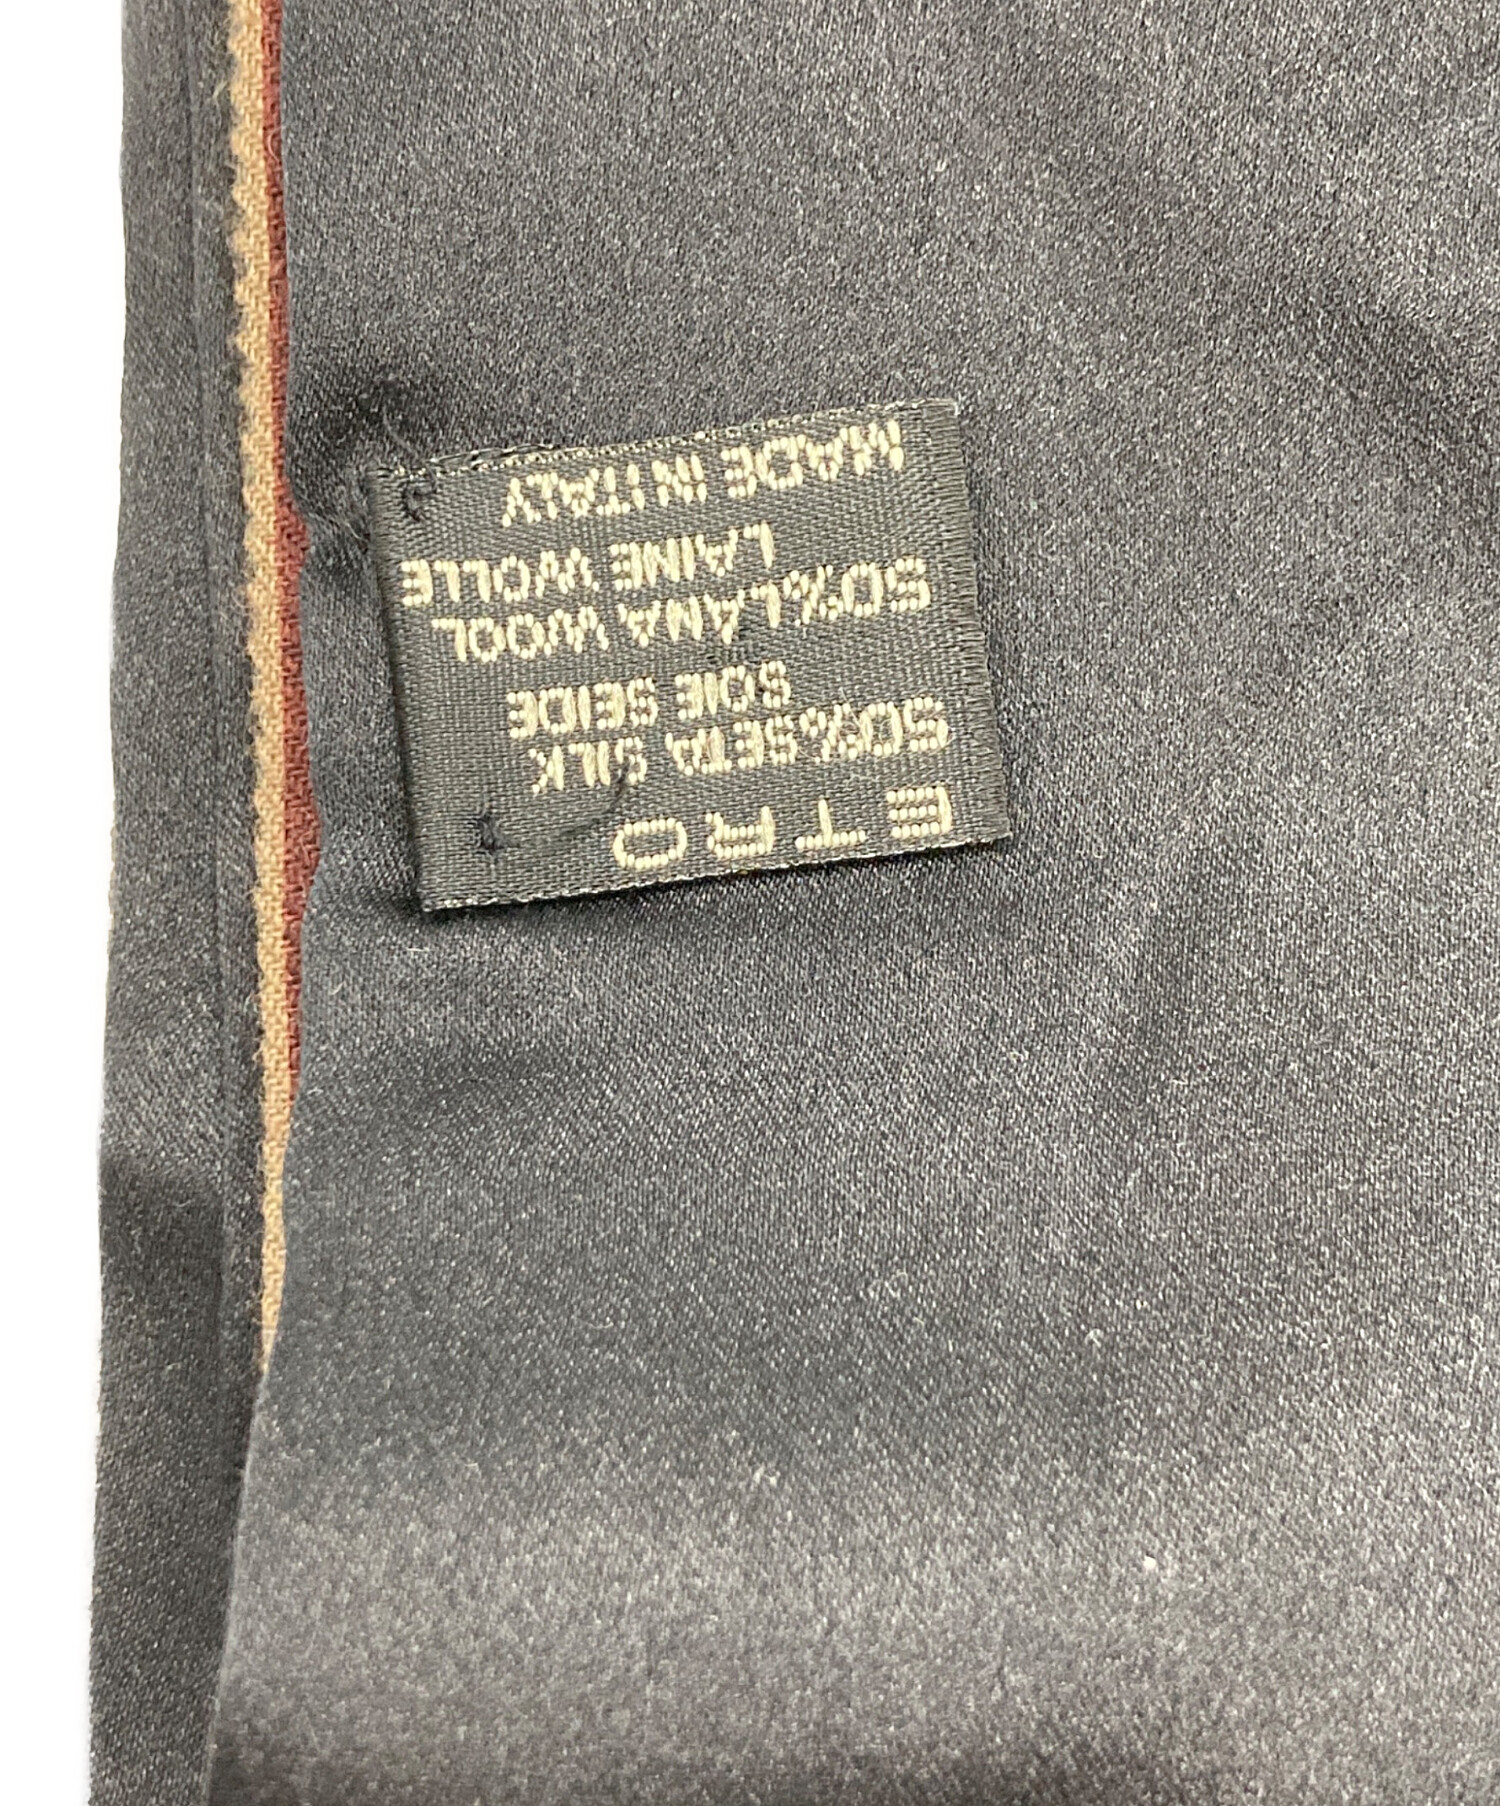 ETRO
50%SETA SILK
SOIE SEIDE
50%LANA WOOL
LAINE WOLLE
MADE IN ITALY